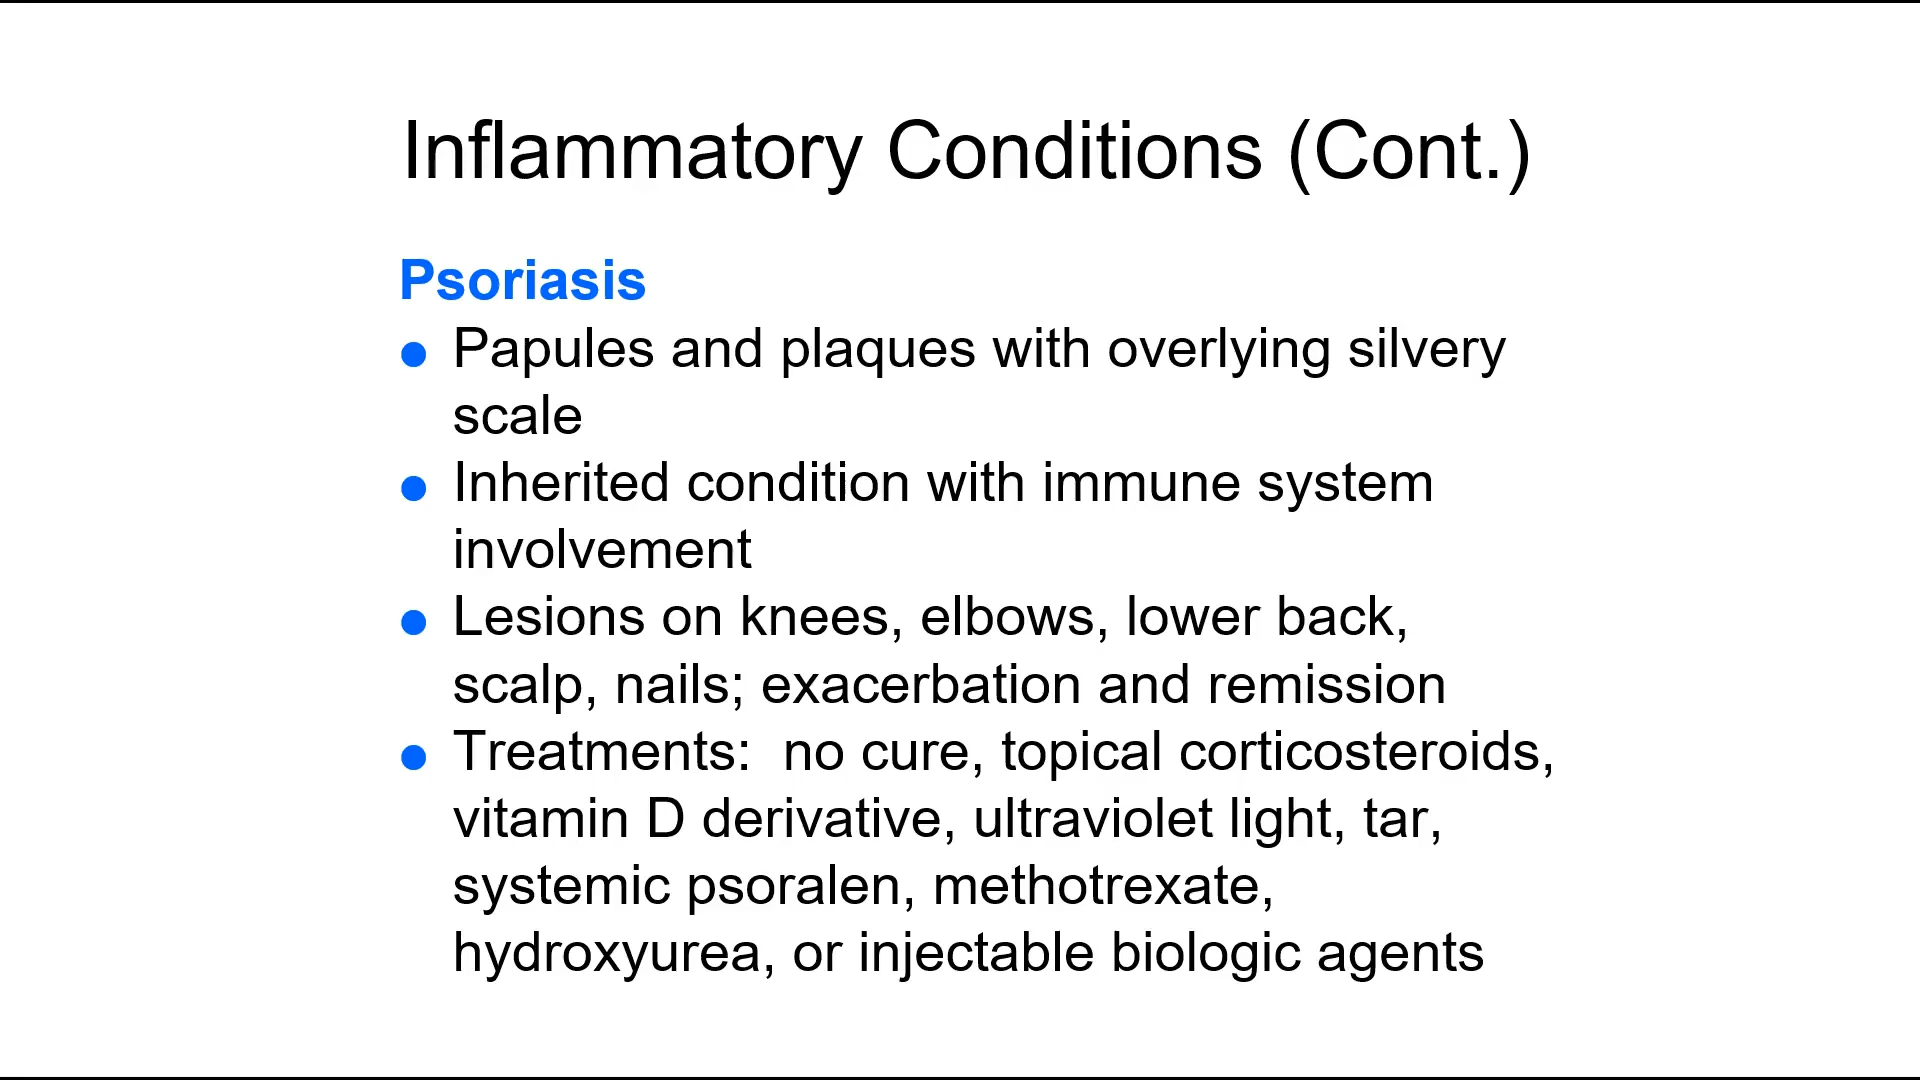 Inflammatory Conditions (Cont.)
Psoriasis
● Papules and plaques with overlying silvery
scale
● Inherited condition with immune system
involvement
● Lesions on knees, elbows, lower back,
scalp, nails; exacerbation and remission
● Treatments:  no cure, topical corticosteroids,
vitamin D derivative, ultraviolet light, tar,
systemic psoralen, methotrexate,
hydroxyurea, or injectable biologic agents